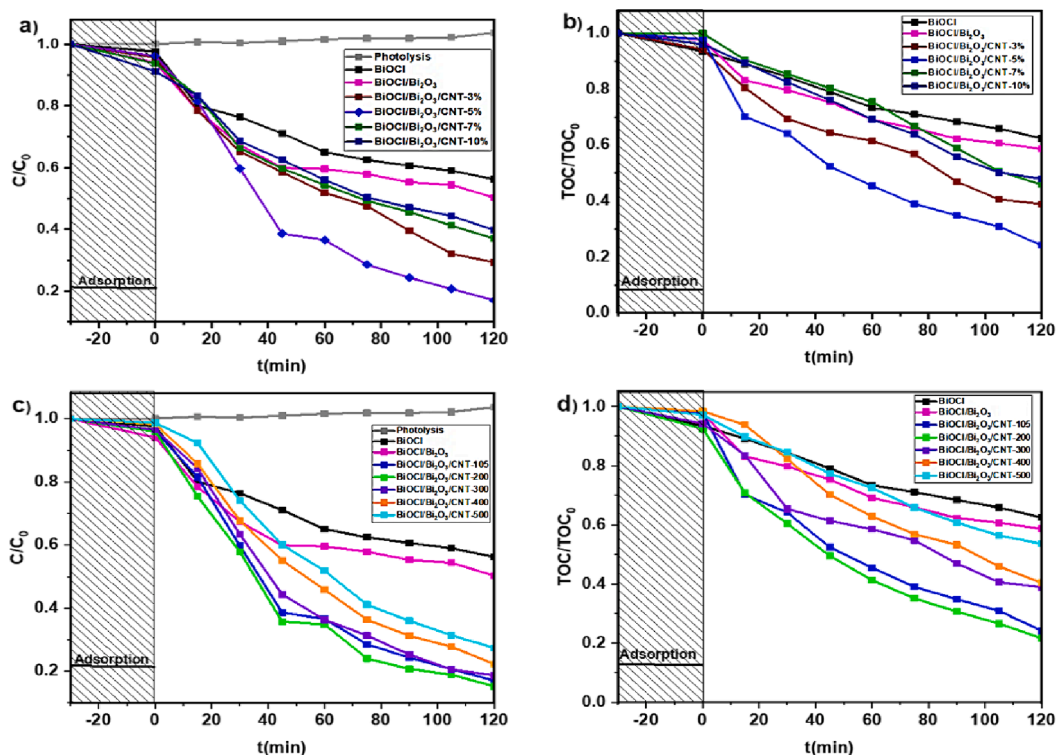 a)
C/C₀
1.0
0.8
0.6
0.4
0.2
Photolysis
BiOCl
BiOCl/Bi₂O₃
BiOCl/Bi₂O₃/CNT-3%
BiOCl/Bi₂O₃/CNT-5%
BiOCl/Bi₂O₃/CNT-7%
BiOCl/Bi₂O₃/CNT-10%
Adsorption
-20 0 20 40 60 80 100 120
t(min)
b)
TOC/TOC₀
1.0
0.8
0.6
0.4
0.2
0.0
BiOCl
BiOCl/Bi₂O₃
BiOCl/Bi₂O₃/CNT-3%
BiOCl/Bi₂O₃/CNT-5%
BiOCl/Bi₂O₃/CNT-7%
BiOCl/Bi₂O₃/CNT-10%
Adsorption
-20 0 20 40 60 80 100 120
t(min)
c)
C/C₀
1.0
0.8
0.6
0.4
0.2
Photolysis
BiOCl
BiOCl/Bi₂O₃
BiOCl/Bi₂O₃/CNT-105
BiOCl/Bi₂O₃/CNT-200
BiOCl/Bi₂O₃/CNT-300
BiOCl/Bi₂O₃/CNT-400
BiOCl/Bi₂O₃/CNT-500
Adsorption
-20 0 20 40 60 80 100 120
t(min)
d)
TOC/TOC₀
1.0
0.8
0.6
0.4
0.2
0.0
BiOCl
BiOCl/Bi₂O₃
BiOCl/Bi₂O₃/CNT-105
BiOCl/Bi₂O₃/CNT-200
BiOCl/Bi₂O₃/CNT-300
BiOCl/Bi₂O₃/CNT-400
BiOCl/Bi₂O₃/CNT-500
Adsorption
-20 0 20 40 60 80 100 120
t(min)